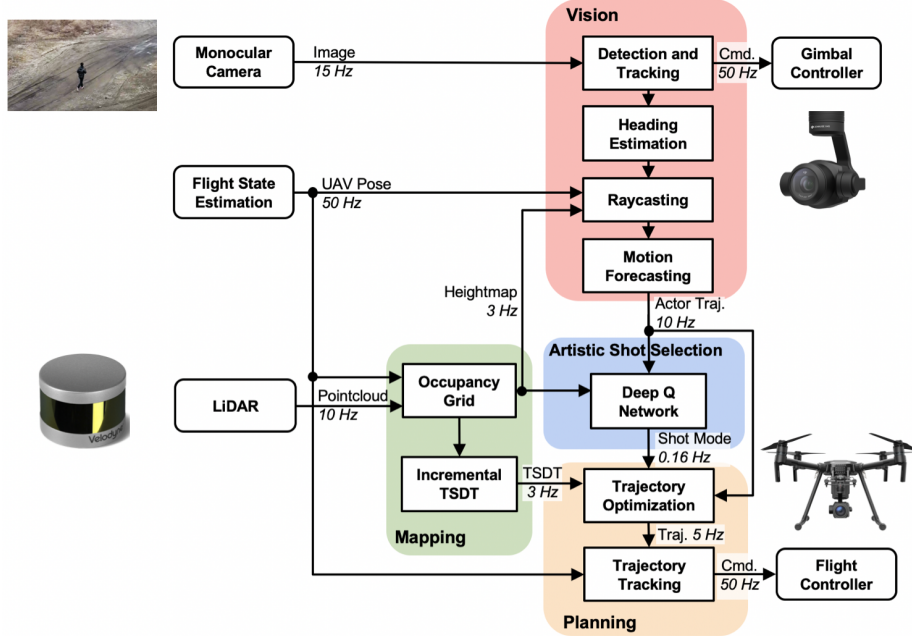 Vision
Monocular
Camera
Image
15 Hz
Detection and
Tracking
Cmd.
50 Hz
Gimbal
Controller
Heading
Estimation
Flight State
Estimation
UAV Pose
50 Hz
Raycasting
Motion
Forecasting
Heightmap
3 Hz
Actor Traj.
10 Hz
Artistic Shot Selection
LiDAR
Pointcloud
10 Hz
Occupancy
Grid
Deep Q
Network
Velodyne
Shot Mode
0.16 Hz
Incremental
TSDT
TSDT
3 Hz
Trajectory
Optimization
Mapping
Traj. 5 Hz
Trajectory
Tracking
Cmd.
50 Hz
Flight
Controller
Planning